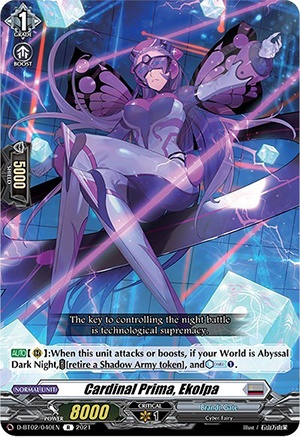 1
GRADE
BOOST
5000
SHIELD
The key to controlling the night battle
is technological supremacy.
AUTO[ ]:When this unit attacks or boosts, if your World is Abyssal
Dark Night, [retire a Shadow Army token], and
NORMAL UNIT
Cardinal Prima, Ekolpa
POWER 8000
CRITICAL
1
Brandt Gate
Cyber Fairy
D-BT02/040EN R 2021
Illust. /